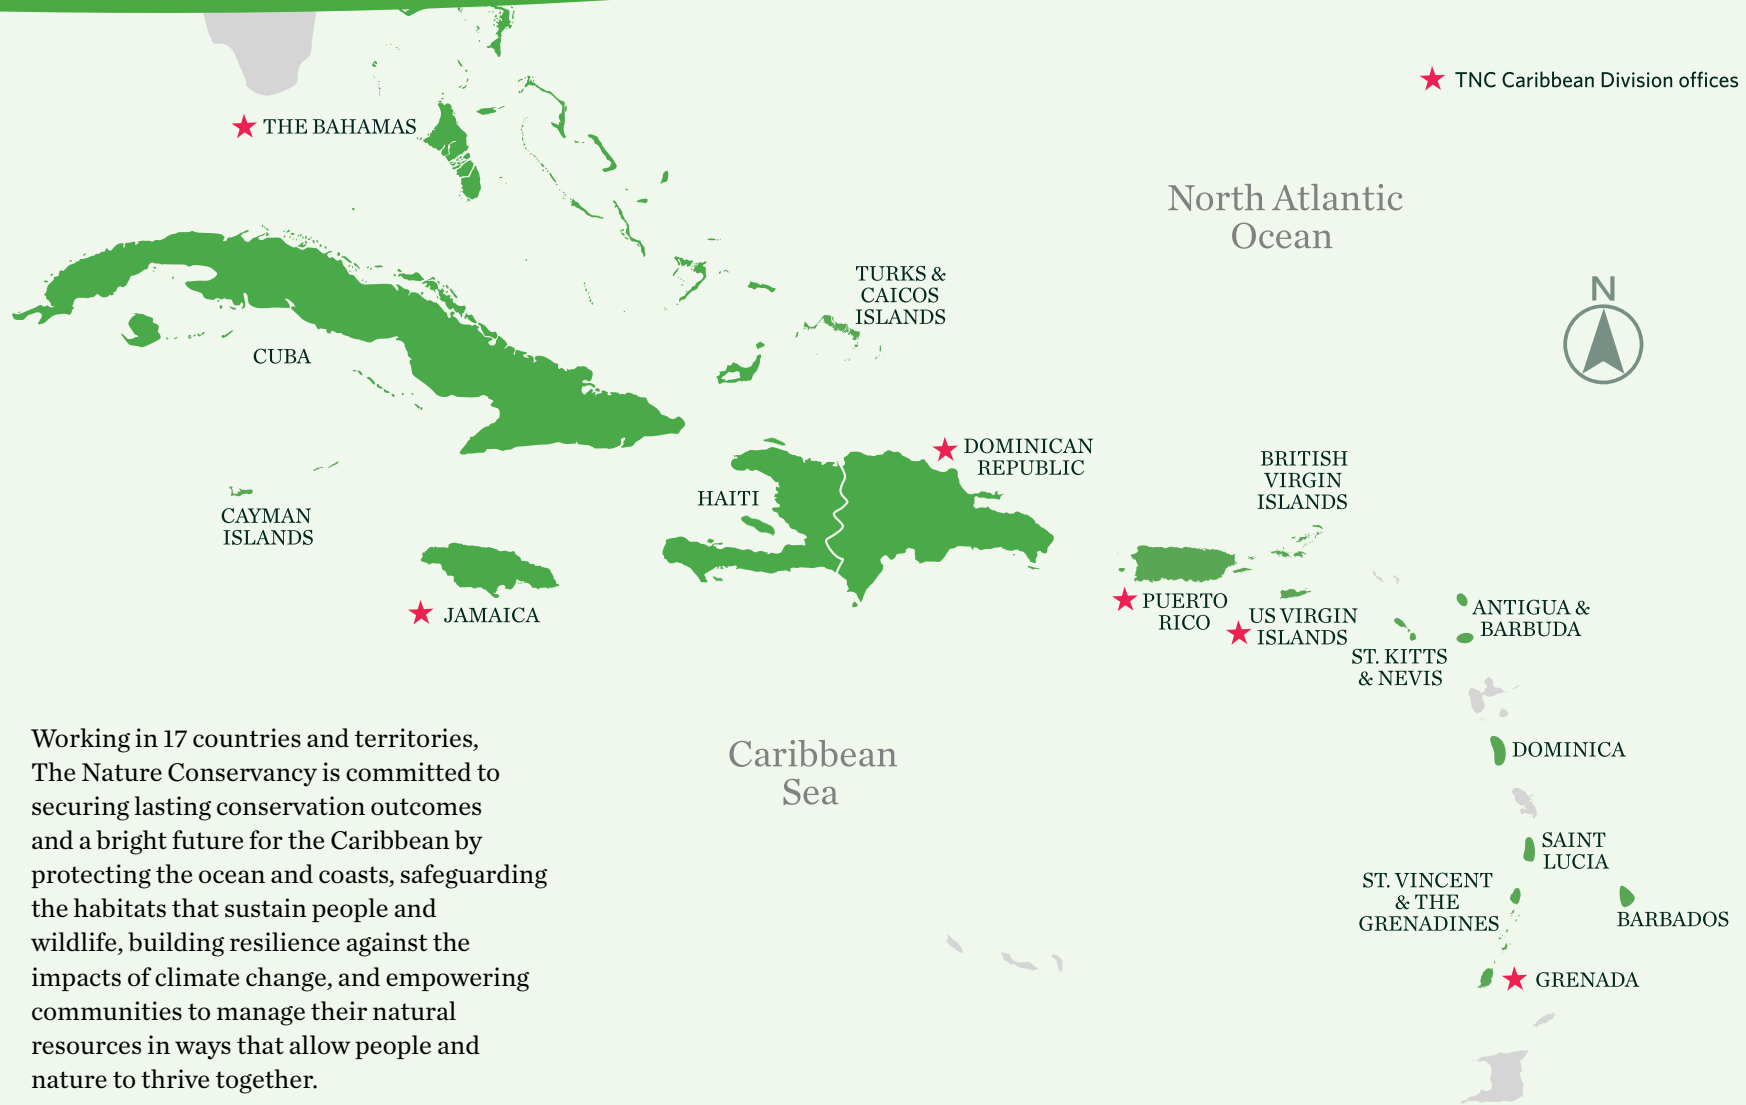 TNC Caribbean Division offices
THE BAHAMAS
North Atlantic
Ocean
TURKS &
CAICOS
ISLANDS
N
CUBA
DOMINICAN
REPUBLIC
HAITI
BRITISH
VIRGIN
ISLANDS
CAYMAN
ISLANDS
JAMAICA
PUERTO
RICO
US VIRGIN
ISLANDS
ANTIGUA &
BARBUDA
ST. KITTS
& NEVIS
Working in 17 countries and territories,
The Nature Conservancy is committed to
securing lasting conservation outcomes
and a bright future for the Caribbean by
protecting the ocean and coasts, safeguarding
the habitats that sustain people and
wildlife, building resilience against the
impacts of climate change, and empowering
communities to manage their natural
resources in ways that allow people and
nature to thrive together.
Caribbean
Sea
DOMINICA
SAINT
LUCIA
ST. VINCENT
& THE
GRENADINES
BARBADOS
GRENADA